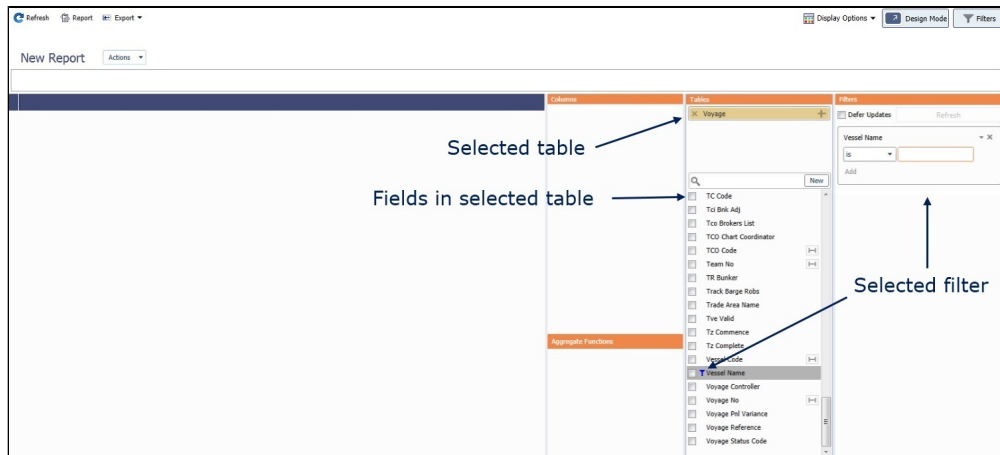 Refresh Report Export Display Options Design Mode Filters
New Report Actions
Columns Tables Filters
Voyage Defer Updates Refresh
Selected table
Vessel Name
is
Add
New
Fields in selected table
TC Code
Tci Bnk Adj
Tco Brokers List
TCO Chart Coordinator
TCO Code
Team No
TR Bunker
Track Barge Robs
Trade Area Name
Tve Valid
Tz Commence
Tz Complete
Vessel Code
Vessel Name
Voyage Controller
Voyage No
Voyage Pnl Variance
Voyage Reference
Voyage Status Code
Selected filter
Aggregate Functions